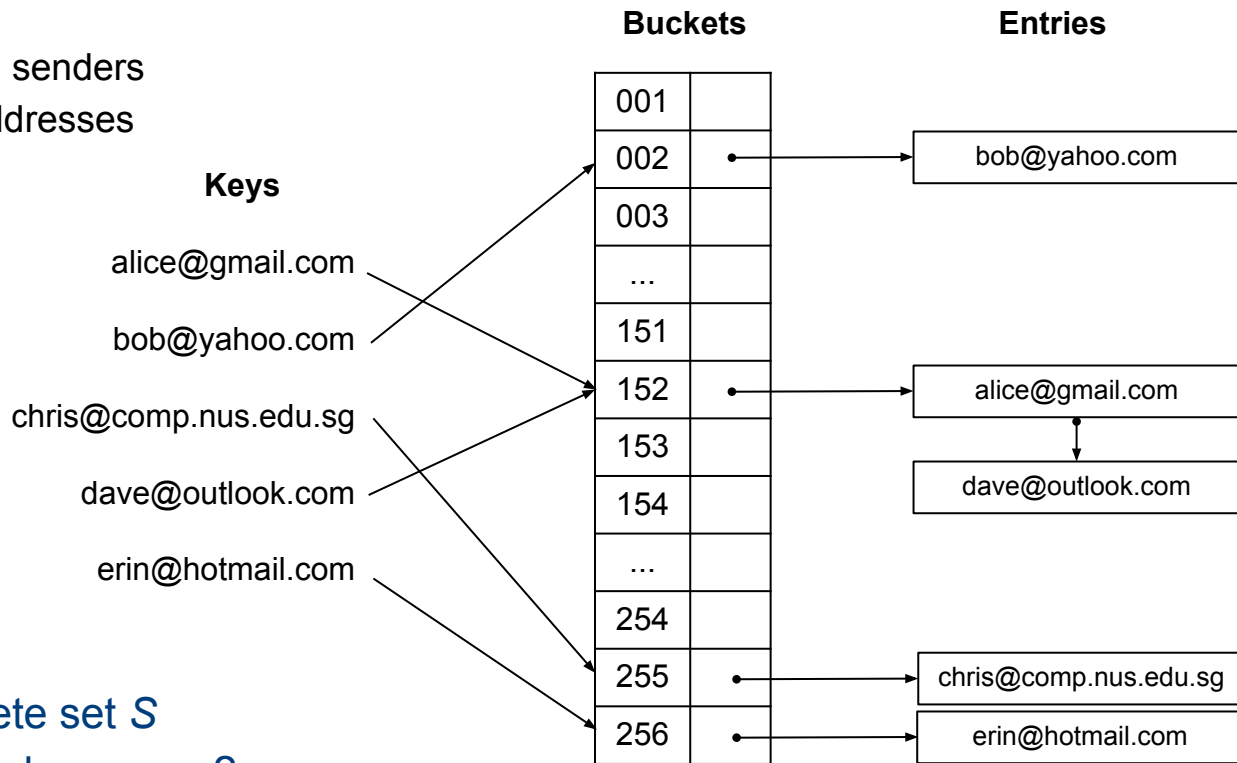 Buckets
Entries
senders
ldresses
Keys
alice@gmail.com
bob@yahoo.com
chris@comp.nus.edu.sg
dave@outlook.com
erin@hotmail.com
001
002
003
...
151
152
153
154
...
254
255
256
bob@yahoo.com
alice@gmail.com
dave@outlook.com
chris@comp.nus.edu.sg
erin@hotmail.com
ete set S